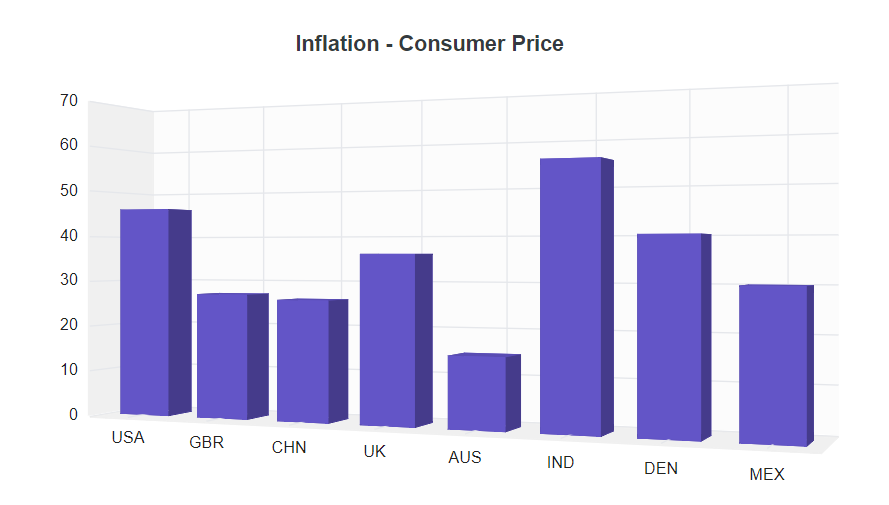 Inflation - Consumer Price
70
60
50
40
30
20
10
0
USA
GBR
CHN
UK
AUS
IND
DEN
MEX